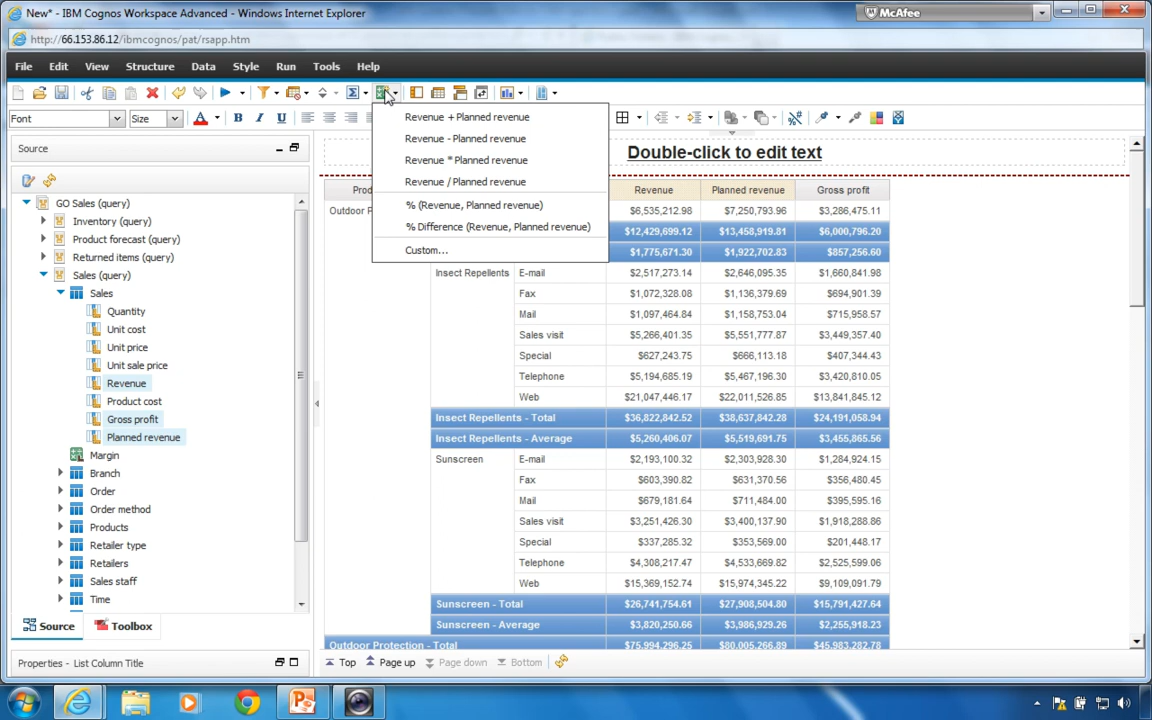 New* - IBM Cognos Workspace Advanced - Windows Internet Explorer
McAfee
http://66.153.86.12/ibmcognos/pat/rsapp.htm
File Edit View Structure Data Style Run Tools Help
Font Size B I U
Source
GO Sales (query)
Inventory (query)
Product forecast (query)
Returned items (query)
Sales (query)
Sales
Quantity
Unit cost
Unit price
Unit sale price
Revenue
Product cost
Gross profit
Planned revenue
Margin
Branch
Order
Order method
Products
Retailer type
Retailers
Sales staff
Time
Source Toolbox
Properties - List Column Title
Revenue + Planned revenue
Revenue - Planned revenue
Revenue * Planned revenue
Revenue / Planned revenue
% (Revenue, Planned revenue)
% Difference (Revenue, Planned revenue)
Custom...
Double-click to edit text
Revenue Planned revenue Gross profit
$6,535,212.98 $7,250,793.96 $3,286,475.11
$12,429,699.12 $13,458,919.81 $6,000,796.20
$1,775,671.30 $1,922,702.83 $857,256.60
Insect Repellents E-mail $2,517,273.14 $2,646,095.35 $1,660,841.98
Fax $1,072,328.08 $1,136,379.69 $694,901.39
Mail $1,097,464.84 $1,158,753.04 $715,958.57
Sales visit $5,266,401.35 $5,551,777.87 $3,449,357.40
Special $627,243.75 $666,113.18 $407,344.43
Telephone $5,194,685.19 $5,467,196.30 $3,420,810.05
Web $21,047,446.17 $22,011,526.85 $13,841,845.12
Insect Repellents - Total $36,822,842.52 $38,637,842.28 $24,191,058.94
Insect Repellents - Average $5,260,406.07 $5,519,691.75 $3,455,865.56
Sunscreen E-mail $2,193,100.32 $2,303,928.30 $1,284,924.15
Fax $603,390.82 $631,370.56 $356,480.45
Mail $679,181.64 $711,484.00 $395,595.16
Sales visit $3,251,426.30 $3,400,137.90 $1,918,288.86
Special $337,285.32 $353,569.00 $201,448.17
Telephone $4,308,217.47 $4,533,669.82 $2,525,599.06
Web $15,369,152.74 $15,974,345.22 $9,109,091.79
Sunscreen - Total $26,741,754.61 $27,908,504.80 $15,791,427.64
Sunscreen - Average $3,820,250.66 $3,986,929.26 $2,255,918.23
Outdoor Protection - Total $75,994,296.25 $80,005,266.89 $45,983,282.78
Top Page up Page down Bottom